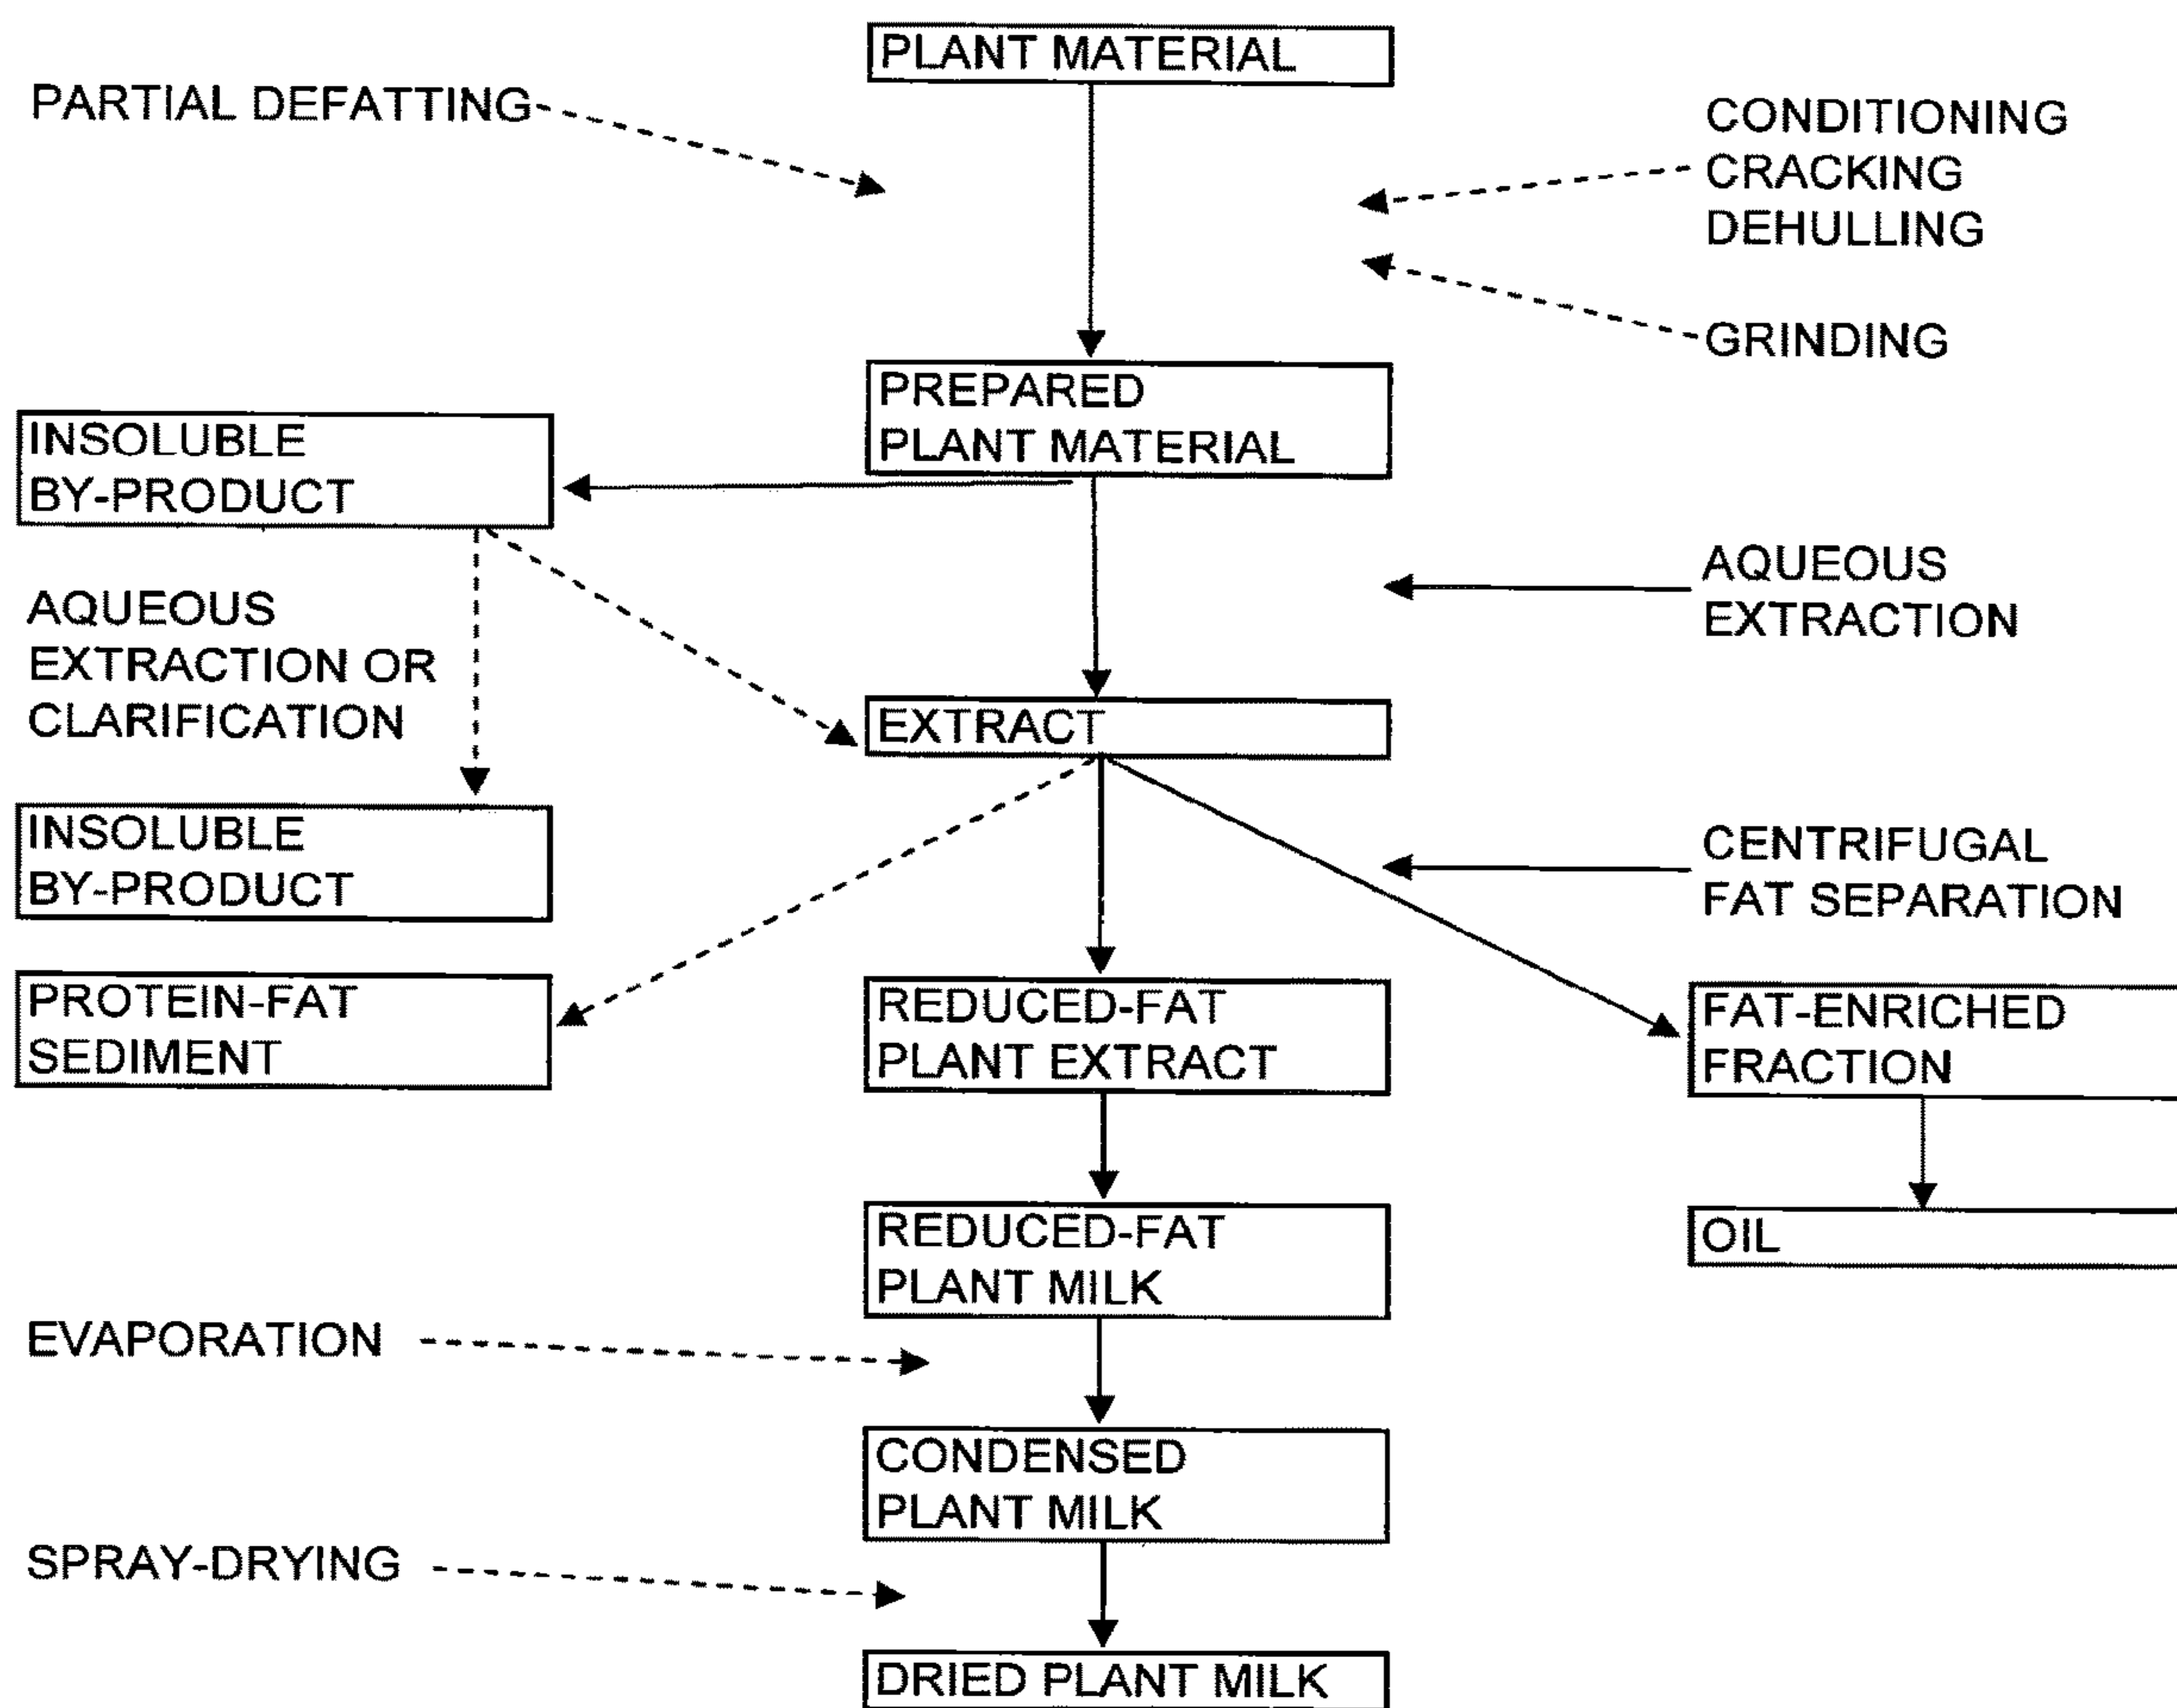 PLANT MATERIAL
PARTIAL DEFATTING
CONDITIONING
CRACKING
DEHULLING
GRINDING
PREPARED
PLANT MATERIAL
INSOLUBLE
BY-PRODUCT
AQUEOUS
EXTRACTION
AQUEOUS
EXTRACTION OR
CLARIFICATION
EXTRACT
INSOLUBLE
BY-PRODUCT
CENTRIFUGAL
FAT SEPARATION
PROTEIN-FAT
SEDIMENT
REDUCED-FAT
PLANT EXTRACT
FAT-ENRICHED
FRACTION
REDUCED-FAT
PLANT MILK
OIL
EVAPORATION
CONDENSED
PLANT MILK
SPRAY-DRYING
DRIED PLANT MILK